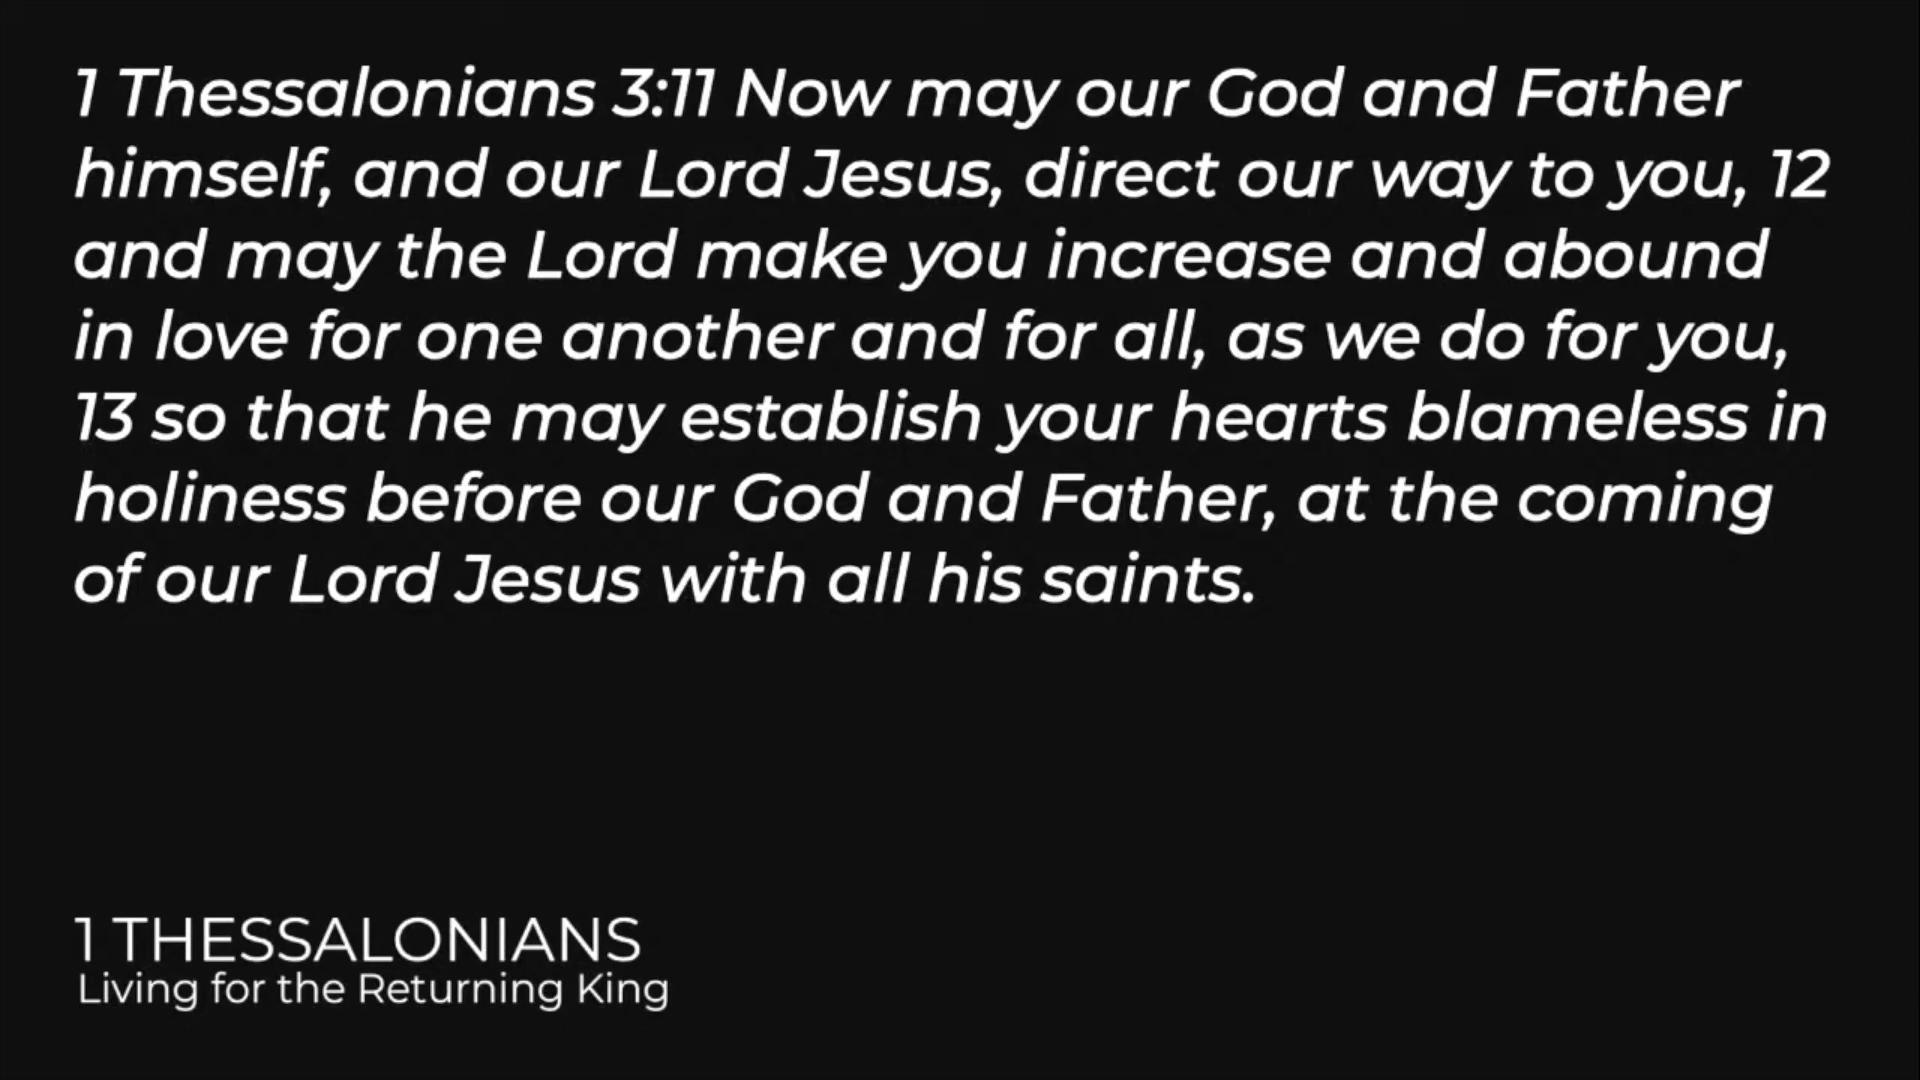 1 Thessalonians 3:11 Now may our God and Father
himself, and our Lord Jesus, direct our way to you, 12
and may the Lord make you increase and abound
in love for one another and for all, as we do for you,
13 so that he may establish your hearts blameless in
holiness before our God and Father, at the coming
of our Lord Jesus with all his saints.
1 THESSALONIANS
Living for the Returning King